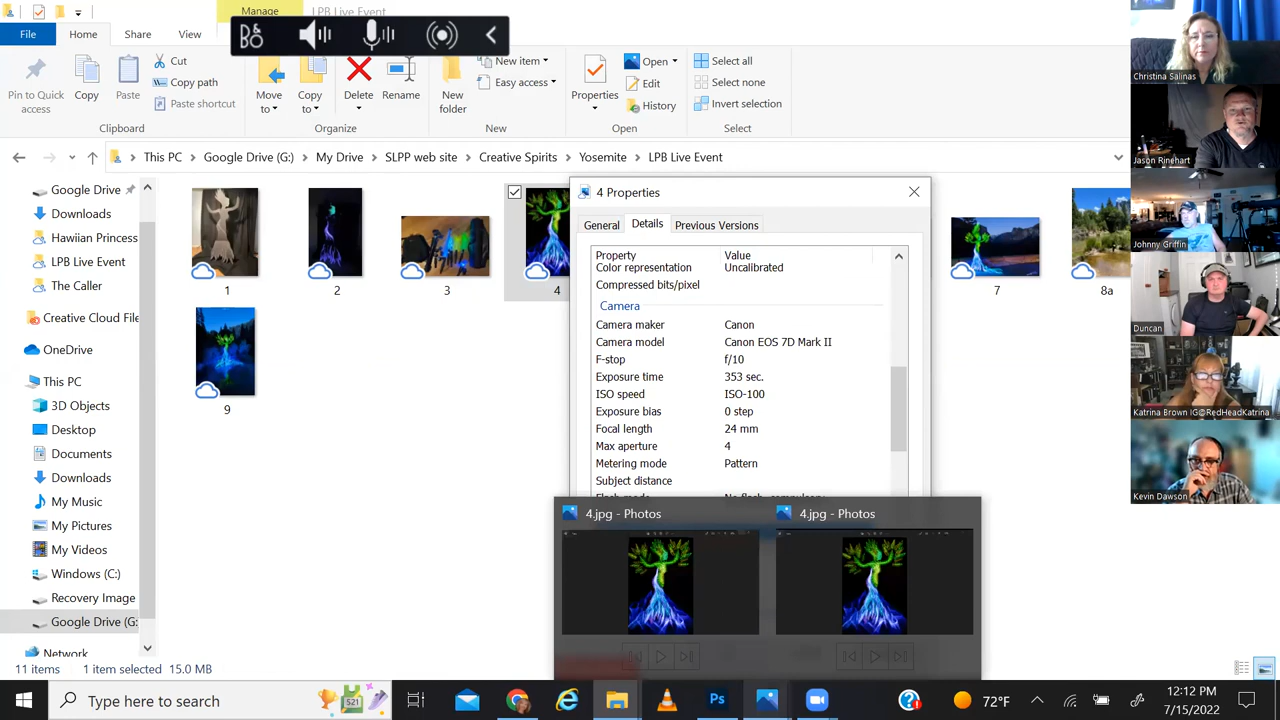 Manage
LPB Live Event
File
Home
Share
View
B&O
Pin to Quick access
Copy
Paste
Cut
Copy path
Paste shortcut
Clipboard
Move to
Copy to
Delete
Rename
Organize
New folder
New item
Easy access
New
Properties
Open
Edit
History
Open
Select all
Select none
Invert selection
Select
This PC
Google Drive (G:)
My Drive
SLPP web site
Creative Spirits
Yosemite
LPB Live Event
Google Drive
Downloads
Hawiian Princess
LPB Live Event
The Caller
Creative Cloud File
OneDrive
This PC
3D Objects
Desktop
Documents
Downloads
My Music
My Pictures
My Videos
Windows (C:)
Recovery Image
Google Drive (G:
Network
1
2
3
4
7
8a
9
4 Properties
General
Details
Previous Versions
Property Value
Color representation Uncalibrated
Compressed bits/pixel
Camera
Camera maker Canon
Camera model Canon EOS 7D Mark II
F-stop f/10
Exposure time 353 sec.
ISO speed ISO-100
Exposure bias 0 step
Focal length 24 mm
Max aperture 4
Metering mode Pattern
Subject distance
Flash mode No flash, compulsory
4.jpg - Photos
4.jpg - Photos
Christina Salinas
Jason Rinehart
Johnny Griffin
Duncan
Katrina Brown IG@RedHeadKatrina
Kevin Dawson
11 items 1 item selected 15.0 MB
Type here to search
521
Ps
72°F
12:12 PM
7/15/2022